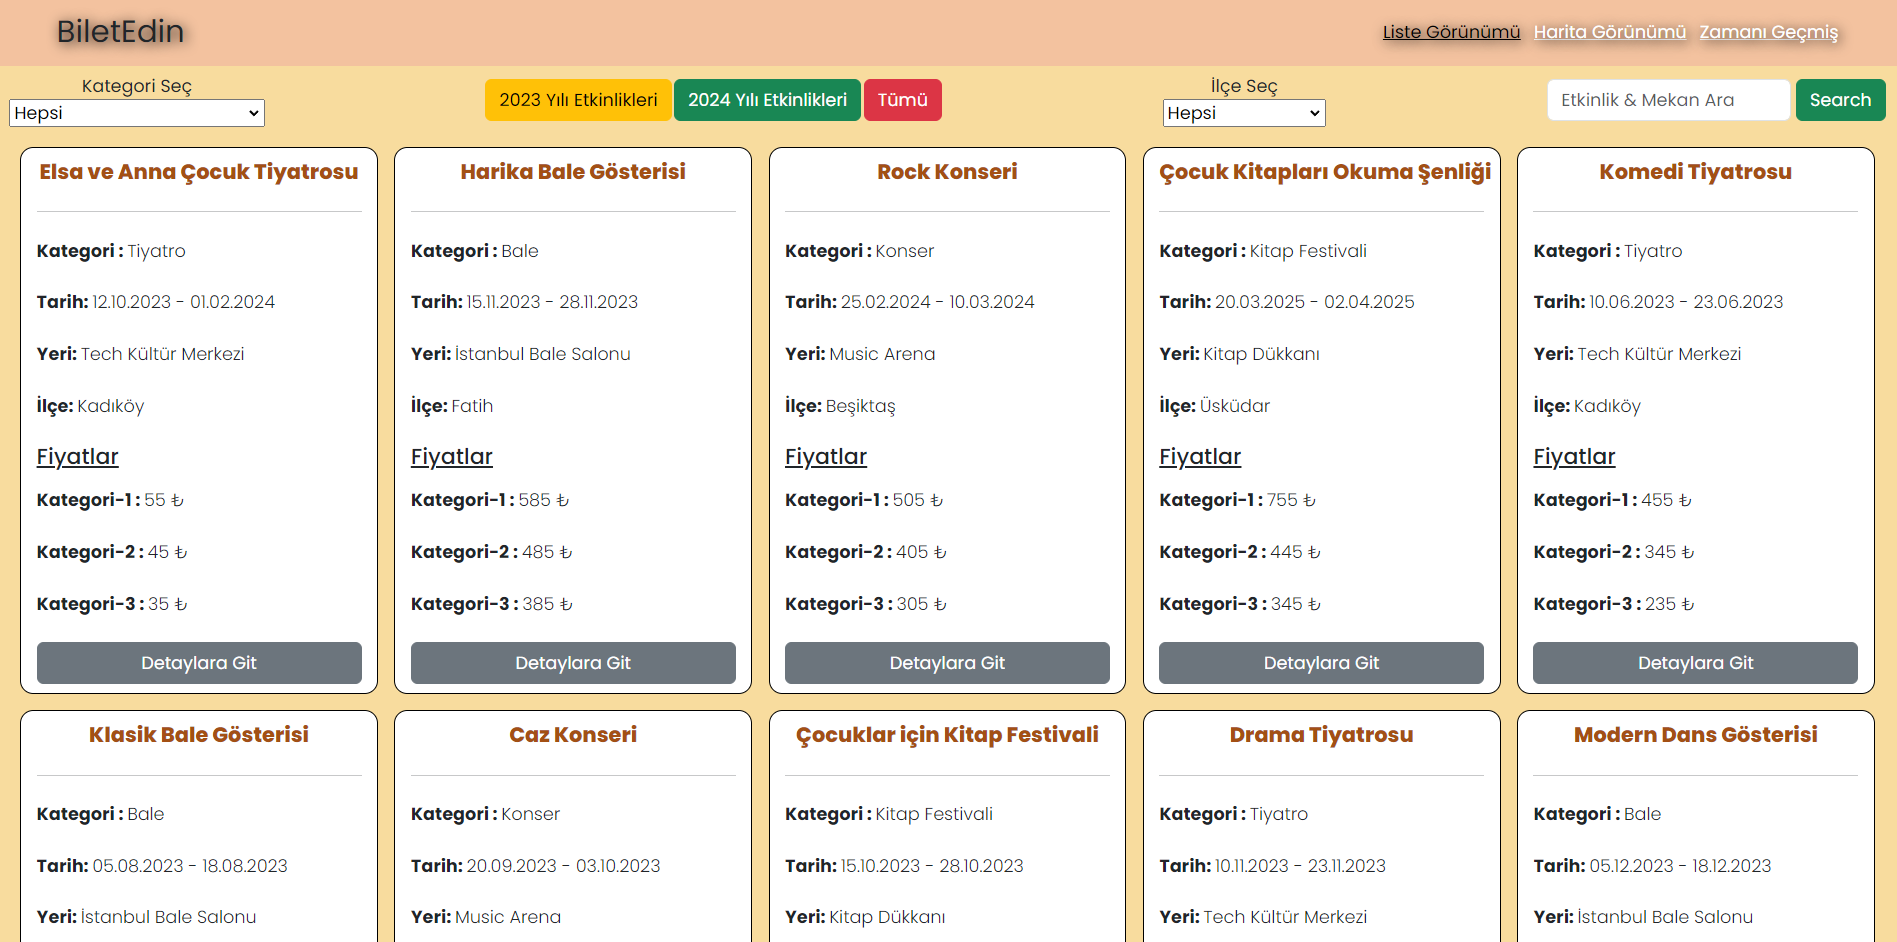 BiletEdin
Liste Görünümü Harita Görünümü Zamanı Geçmiş
Kategori Seç
Hepsi
2023 Yılı Etkinlikleri 2024 Yılı Etkinlikleri Tümü
İlçe Seç
Hepsi
Etkinlik & Mekan Ara Search
Elsa ve Anna Çocuk Tiyatrosu
Kategori : Tiyatro
Tarih: 12.10.2023 - 01.02.2024
Yeri: Tech Kültür Merkezi
İlçe: Kadıköy
Fiyatlar
Kategori-1 : 55 ₺
Kategori-2 : 45 ₺
Kategori-3 : 35 ₺
Detaylara Git
Harika Bale Gösterisi
Kategori : Bale
Tarih: 15.11.2023 - 28.11.2023
Yeri: İstanbul Bale Salonu
İlçe: Fatih
Fiyatlar
Kategori-1 : 585 ₺
Kategori-2 : 485 ₺
Kategori-3 : 385 ₺
Detaylara Git
Rock Konseri
Kategori : Konser
Tarih: 25.02.2024 - 10.03.2024
Yeri: Music Arena
İlçe: Beşiktaş
Fiyatlar
Kategori-1 : 505 ₺
Kategori-2 : 405 ₺
Kategori-3 : 305 ₺
Detaylara Git
Çocuk Kitapları Okuma Şenliği
Kategori : Kitap Festivali
Tarih: 20.03.2025 - 02.04.2025
Yeri: Kitap Dükkanı
İlçe: Üsküdar
Fiyatlar
Kategori-1 : 755 ₺
Kategori-2 : 445 ₺
Kategori-3 : 345 ₺
Detaylara Git
Komedi Tiyatrosu
Kategori : Tiyatro
Tarih: 10.06.2023 - 23.06.2023
Yeri: Tech Kültür Merkezi
İlçe: Kadıköy
Fiyatlar
Kategori-1 : 455 ₺
Kategori-2 : 345 ₺
Kategori-3 : 235 ₺
Detaylara Git
Klasik Bale Gösterisi
Kategori : Bale
Tarih: 05.08.2023 - 18.08.2023
Yeri: İstanbul Bale Salonu
Caz Konseri
Kategori : Konser
Tarih: 20.09.2023 - 03.10.2023
Yeri: Music Arena
Çocuklar için Kitap Festivali
Kategori : Kitap Festivali
Tarih: 15.10.2023 - 28.10.2023
Yeri: Kitap Dükkanı
Drama Tiyatrosu
Kategori : Tiyatro
Tarih: 10.11.2023 - 23.11.2023
Yeri: Tech Kültür Merkezi
Modern Dans Gösterisi
Kategori : Bale
Tarih: 05.12.2023 - 18.12.2023
Yeri: İstanbul Bale Salonu